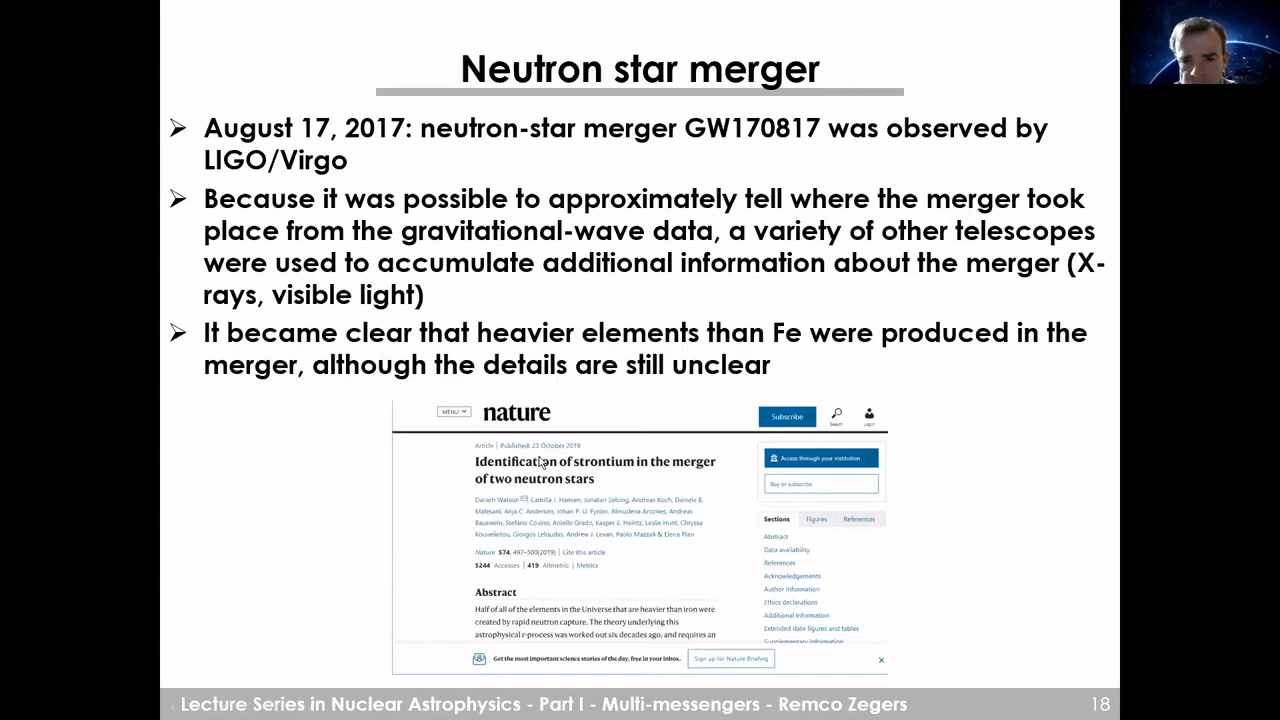 Neutron star merger
➢ August 17, 2017: neutron-star merger GW170817 was observed by
LIGO/Virgo
➢ Because it was possible to approximately tell where the merger took
place from the gravitational-wave data, a variety of other telescopes
were used to accumulate additional information about the merger (X-
rays, visible light)
➢ It became clear that heavier elements than Fe were produced in the
merger, although the details are still unclear
MENU nature Subscribe Search Login
Article | Published: 23 October 2019
Identification of strontium in the merger
of two neutron stars
Darach Watson, Camilla J. Hansen, Jonatan Selsing, Andreas Koch, Daniele B.
Malesani, Anja C. Andersen, Johan P. U. Fynbo, Almudena Arcones, Andreas
Bauswein, Stefano Covino, Aniello Grado, Kasper E. Heintz, Leslie Hunt, Chryssa
Kouveliotou, Giorgos Leloudas, Andrew J. Levan, Paolo Mazzali & Elena Pian
Nature 574, 497–500(2019) | Cite this article
5244 Accesses | 419 Altmetric | Metrics
Abstract
Half of all of the elements in the Universe that are heavier than iron were
created by rapid neutron capture. The theory underlying this
astrophysical r-process was worked out six decades ago, and requires an
Access through your institution
Buy or subscribe
Sections Figures References
Abstract
Data availability
References
Acknowledgements
Author information
Ethics declarations
Additional information
Extended data figures and tables
Supplementary information
Get the most important science stories of the day, free in your inbox. Sign up for Nature Briefing
Lecture Series in Nuclear Astrophysics - Part I - Multi-messengers - Remco Zegers 18